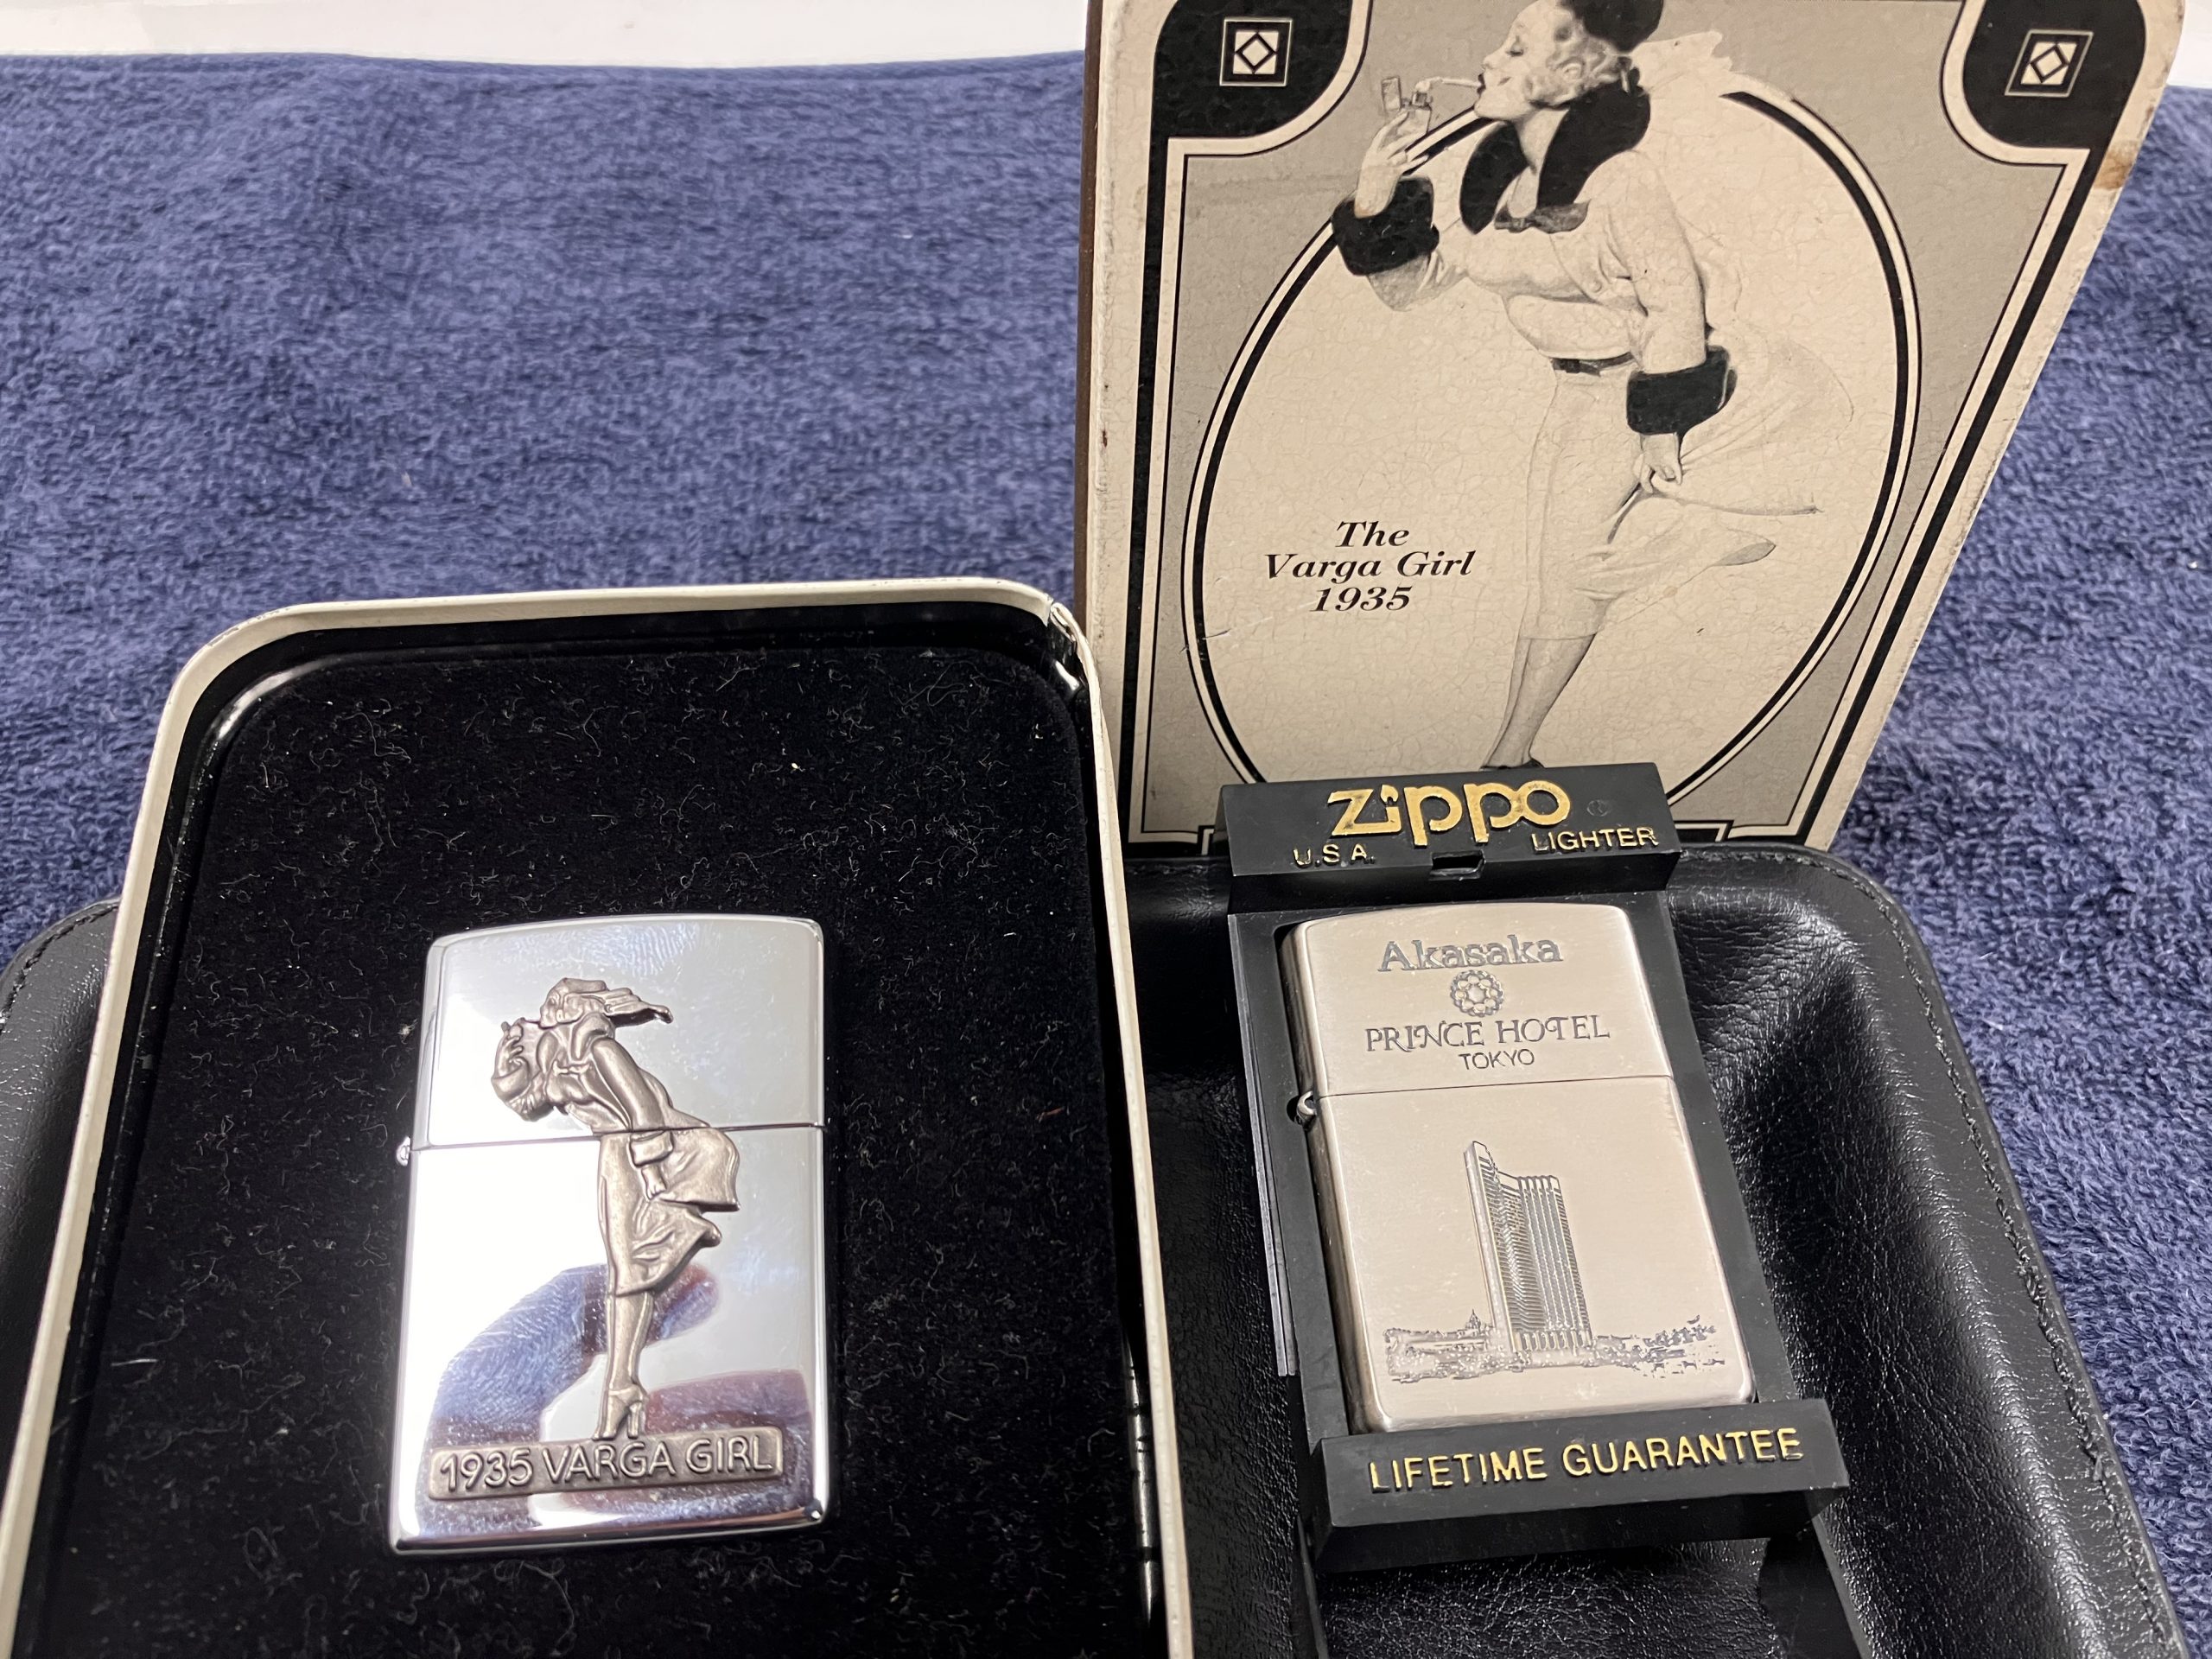 The
Varga Girl
1935
zippo
U.S.A. LIGHTER
Akasaka
PRINCE HOTEL
TOKYO
LIFETIME GUARANTEE
1935 VARGA GIRL